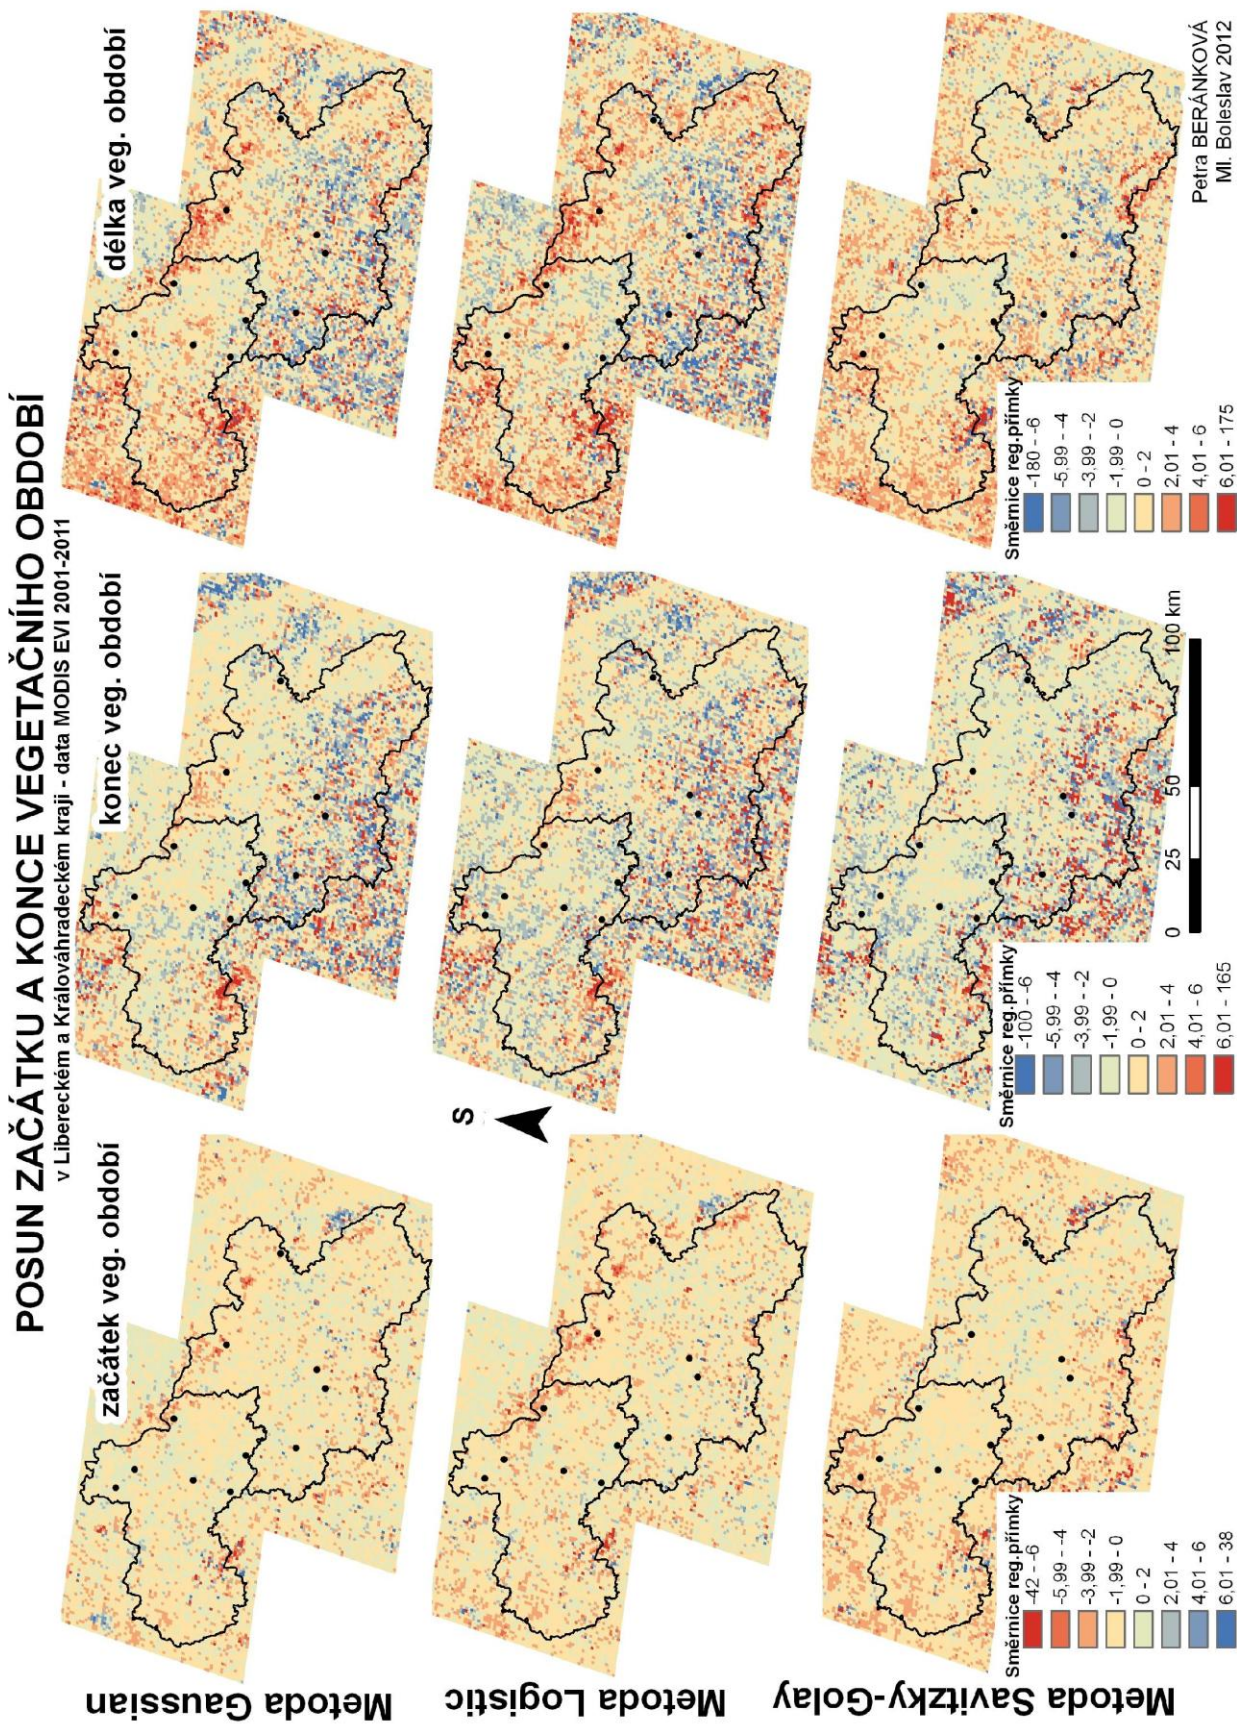 POSUN ZAČÁTKU A KONCE VEGETAČNÍHO OBDOBÍ
v Libereckém a Králováhradeckém kraji - data MODIS EVI 2001-2011
začátek veg. období
konec veg. období
délka veg. období
Metoda Gaussian
Metoda Logistic
Metoda Savitzky-Golay
S
Směrnice reg.přímky
-42 - -6
-5,99 - -4
-3,99 - -2
-1,99 - 0
0 - 2
2,01 - 4
4,01 - 6
6,01 - 38
Směrnice reg.přímky
-100 - -6
-5,99 - -4
-3,99 - -2
-1,99 - 0
0 - 2
2,01 - 4
4,01 - 6
6,01 - 165
0 25 50 100 km
Směrnice reg.přímky
-180 - -6
-5,99 - -4
-3,99 - -2
-1,99 - 0
0 - 2
2,01 - 4
4,01 - 6
6,01 - 175
Petra BERÁNKOVÁ
Ml. Boleslav 2012